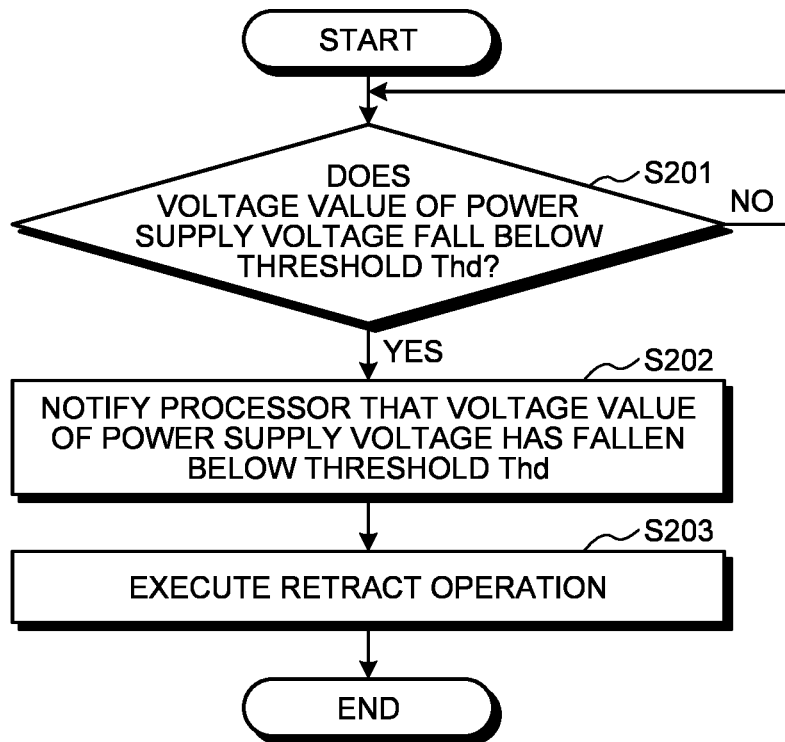 START
DOES
VOLTAGE VALUE OF POWER
SUPPLY VOLTAGE FALL BELOW
THRESHOLD Thd?
S201
NO
YES
S202
NOTIFY PROCESSOR THAT VOLTAGE VALUE
OF POWER SUPPLY VOLTAGE HAS FALLEN
BELOW THRESHOLD Thd
S203
EXECUTE RETRACT OPERATION
END